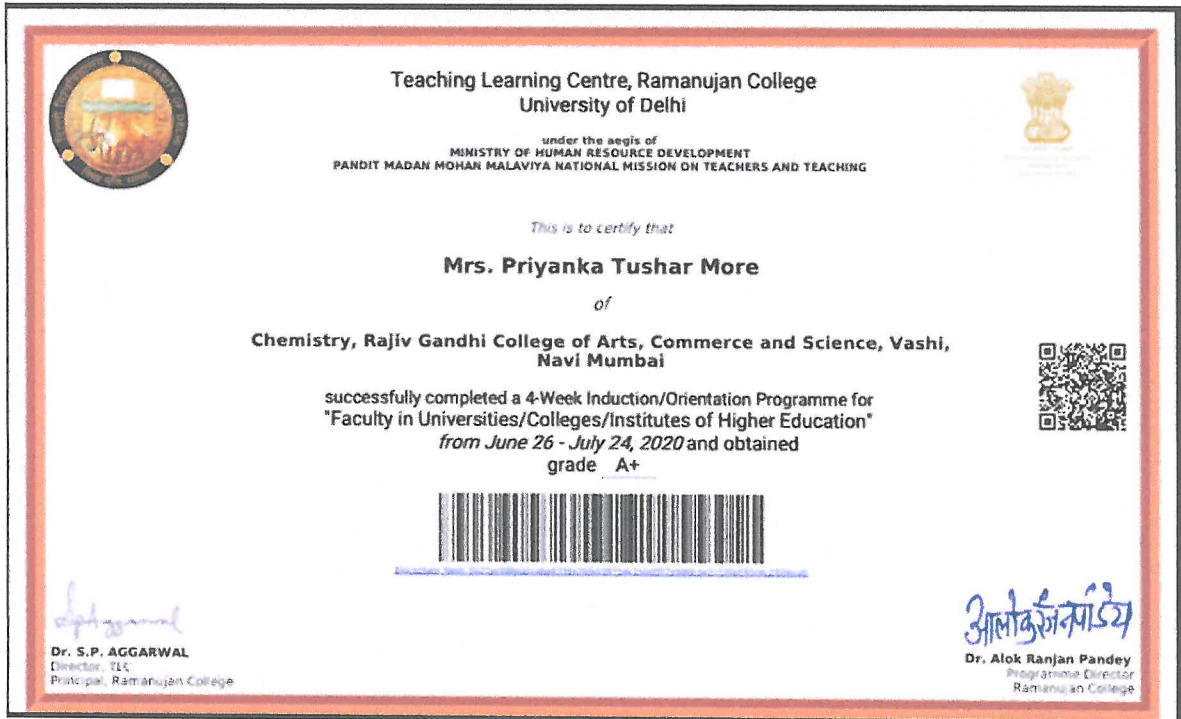 Teaching Learning Centre, Ramanujan College
University of Delhi
under the aegis of
MINISTRY OF HUMAN RESOURCE DEVELOPMENT
PANDIT MADAN MOHAN MALAVIYA NATIONAL MISSION ON TEACHERS AND TEACHING
This is to certify that
Mrs. Priyanka Tushar More
of
Chemistry, Rajiv Gandhi College of Arts, Commerce and Science, Vashi,
Navi Mumbai
successfully completed a 4-Week Induction/Orientation Programme for
"Faculty in Universities/Colleges/Institutes of Higher Education"
from June 26 - July 24, 2020 and obtained
grade A+
SpAggarwal
Dr. S.P. AGGARWAL
Director, TLC
Principal, Ramanujan College
आलोक रंजन पांडेय
Dr. Alok Ranjan Pandey
Programme Director
Ramanujan College